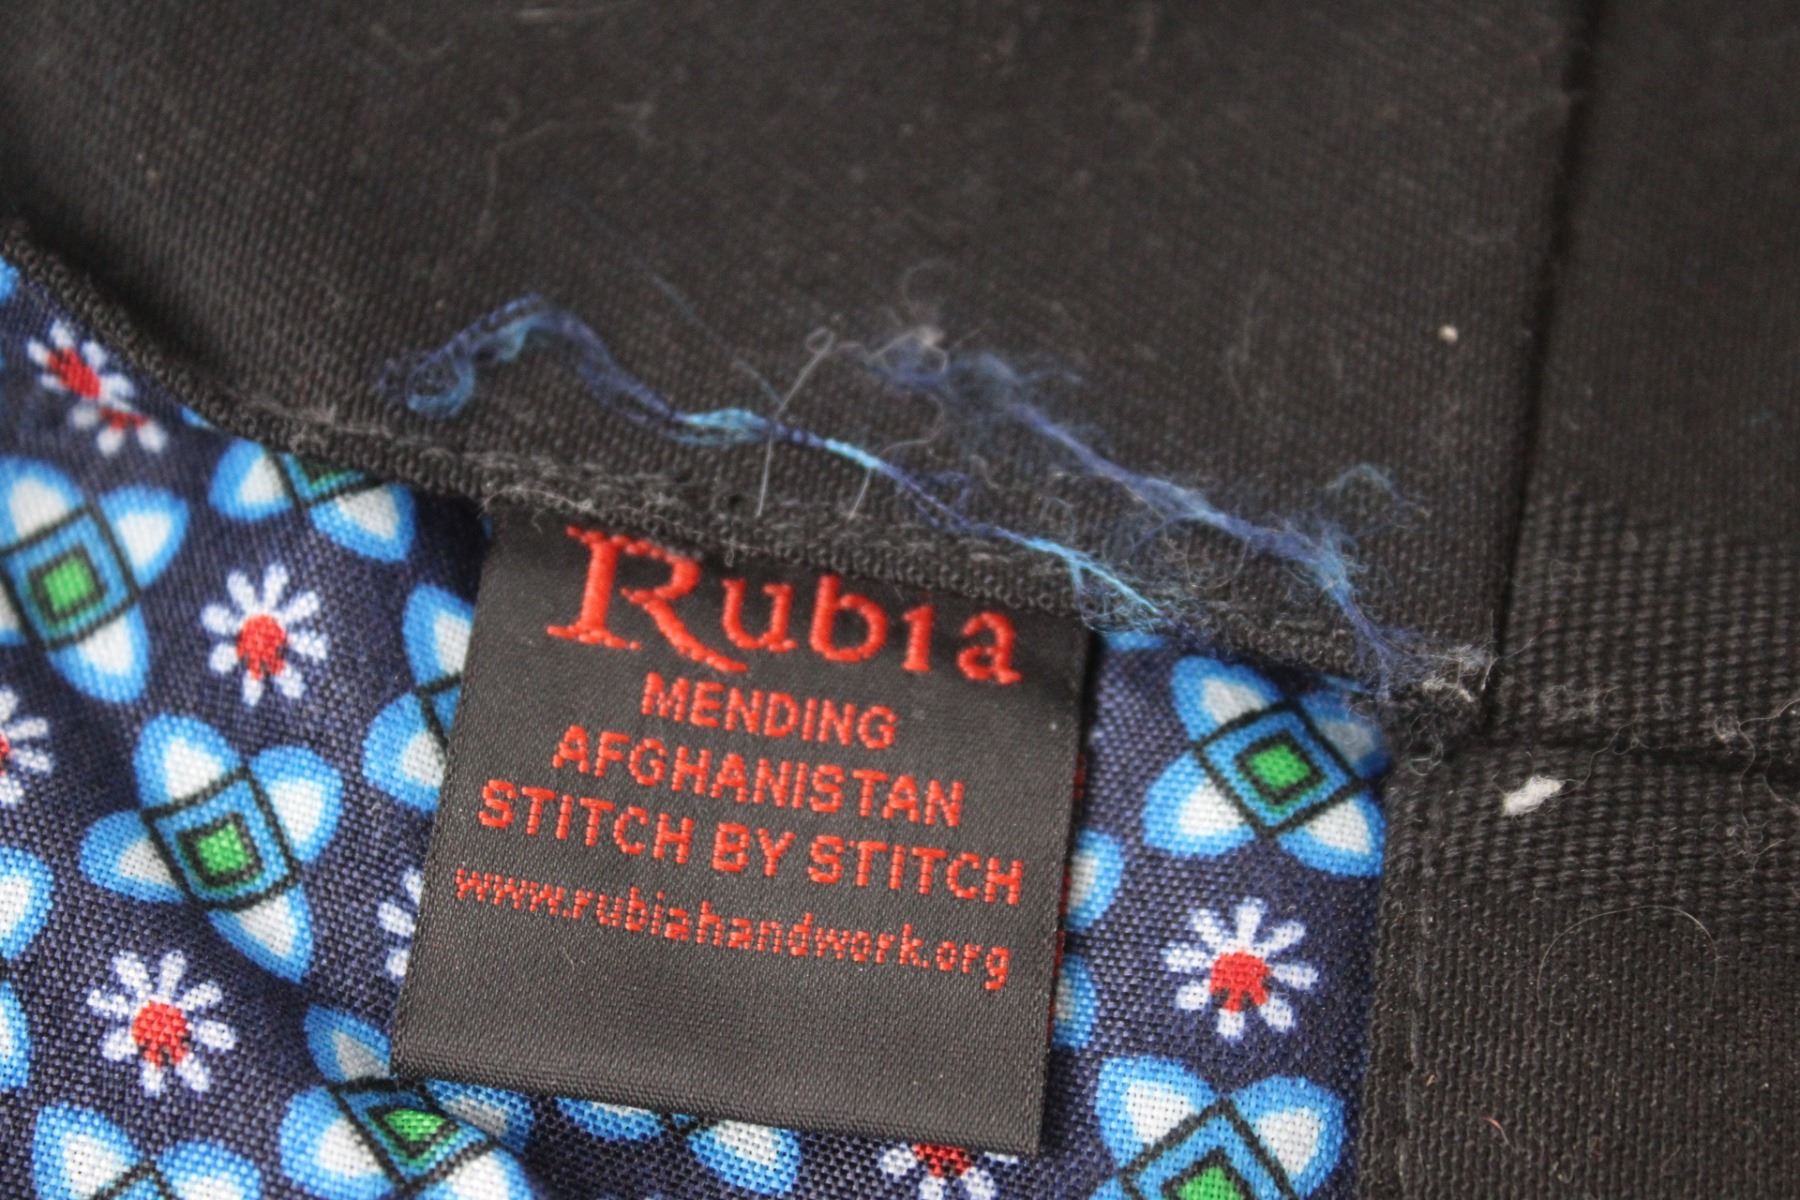 Rubia
MENDING
AFGHANISTAN
STITCH BY STITCH
www.rubiahandwork.org